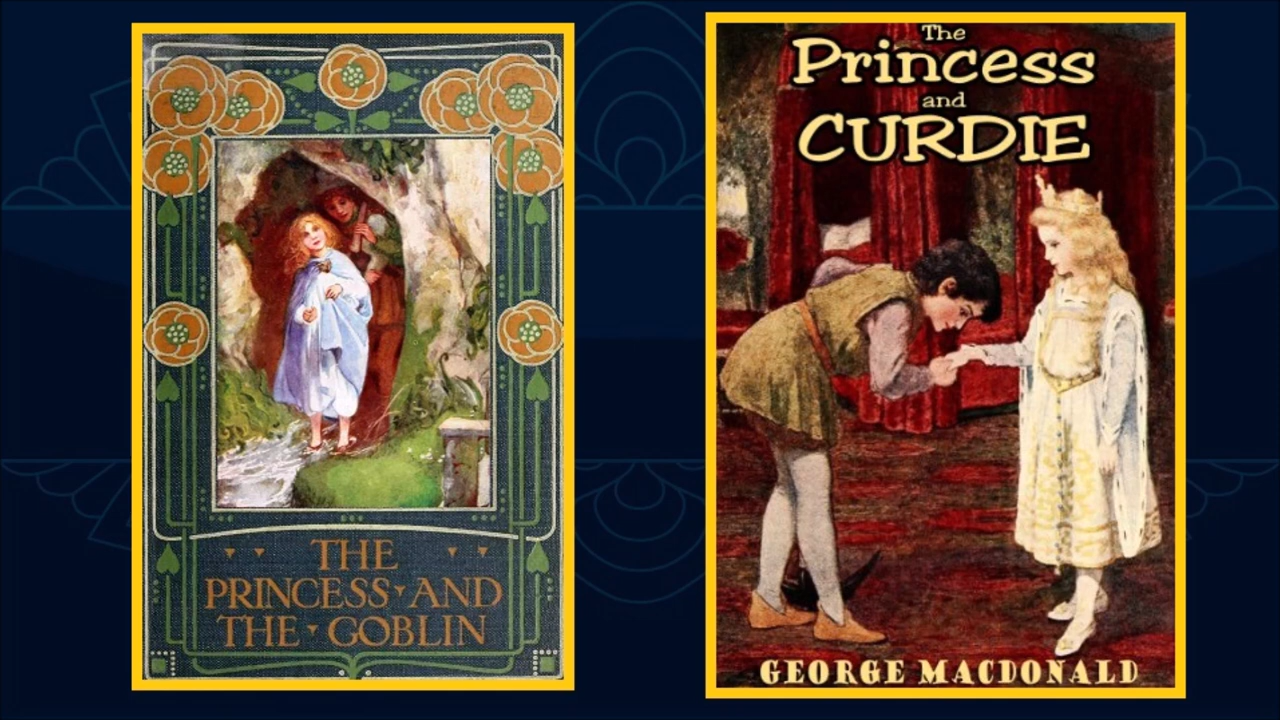 THE
PRINCESS AND
THE GOBLIN
The
Princess
and
CURDIE
GEORGE MACDONALD